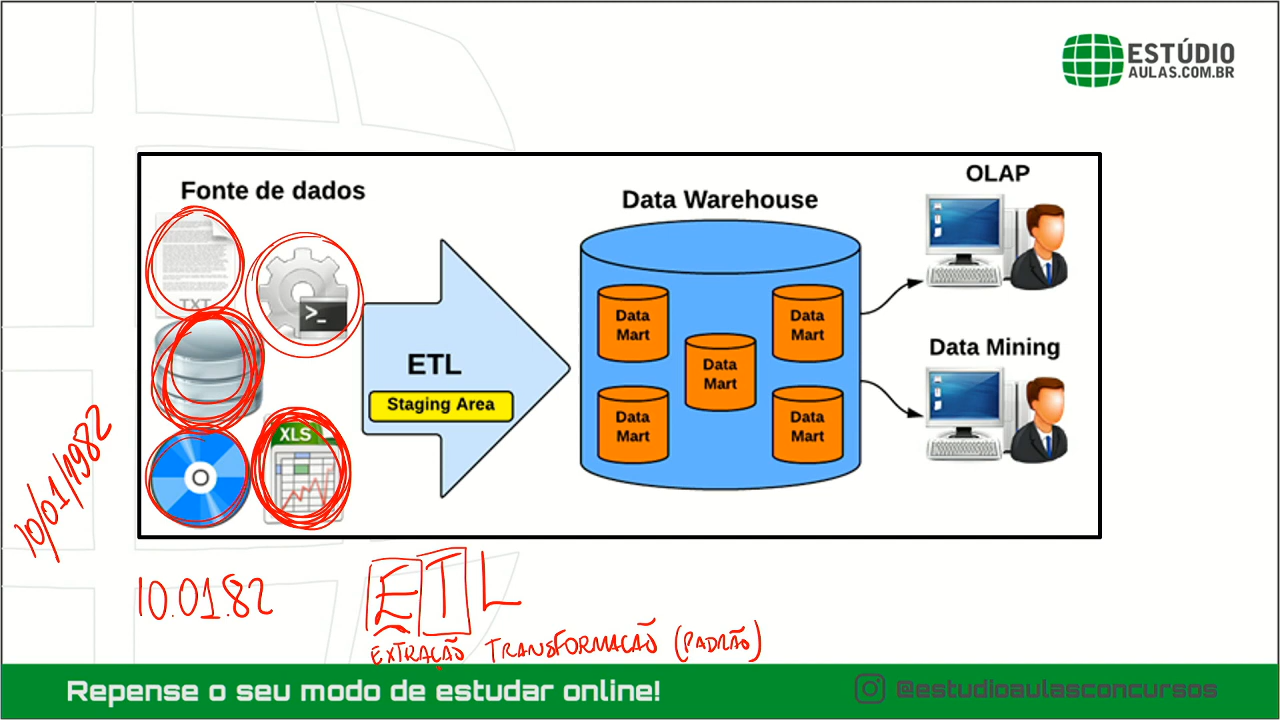 ESTÚDIO
AULAS.COM.BR
Fonte de dados
TXT
>_
XLS
ETL
Staging Area
Data Warehouse
Data
Mart
Data
Mart
Data
Mart
Data
Mart
Data
Mart
OLAP
Data Mining
10/01/1982
10.01.82
ETL
EXTRAÇÃO TRANSFORMAÇÃO (PADRÃO)
Repense o seu modo de estudar online!
@estudioaulasconcursos